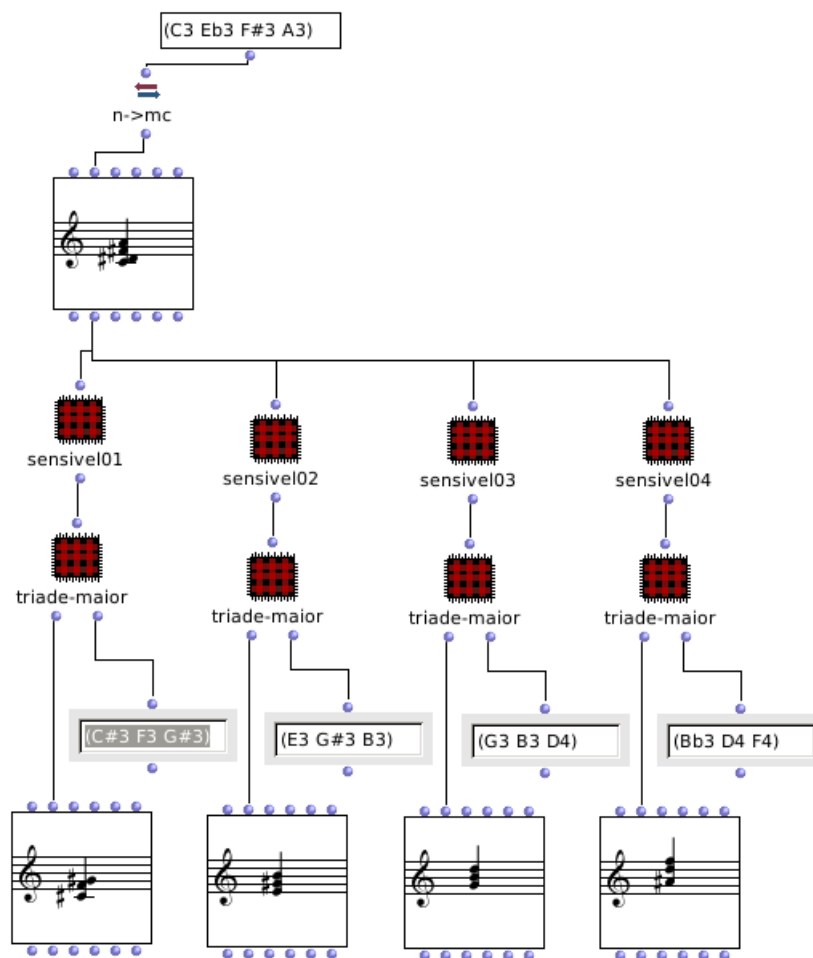 (C3 Eb3 F#3 A3)
n->mc
sensivel01
sensivel02
sensivel03
sensivel04
triade-maior
triade-maior
triade-maior
triade-maior
(C#3 F3 G#3)
(E3 G#3 B3)
(G3 B3 D4)
(Bb3 D4 F4)